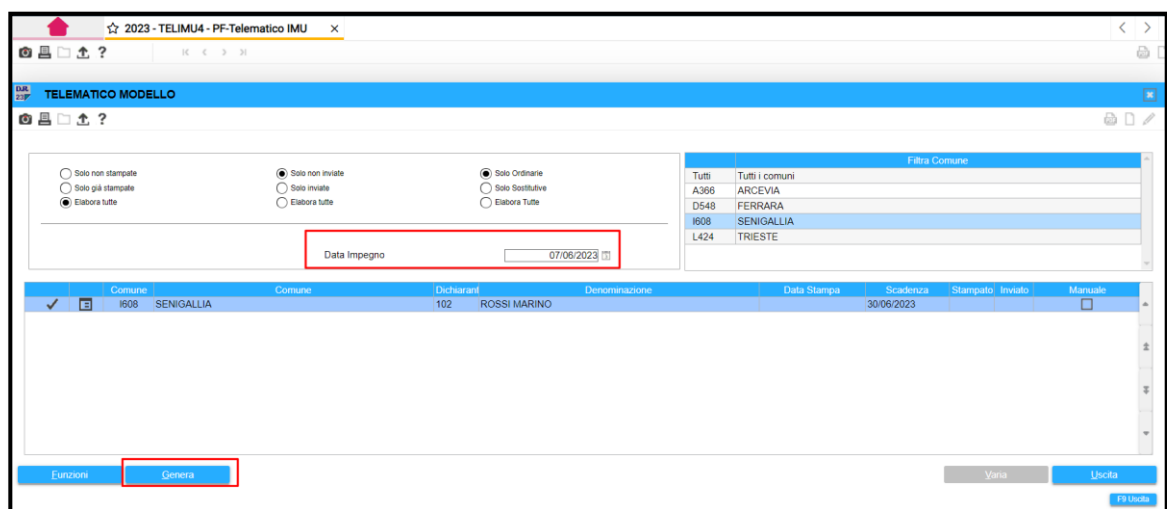 2023 - TELIMU4 - PF-Telematico IMU ×
?
D.R. 23 TELEMATICO MODELLO
?
Solo non stampate Solo non inviate Solo Ordinarie
Solo già stampate Solo inviate Solo Sostitutive
Elabora tutte Elabora tutte Elabora Tutte
Data Impegno 07/06/2023
Filtra Comune
Tutti Tutti i comuni
A366 ARCEVIA
D548 FERRARA
I608 SENIGALLIA
L424 TRIESTE
Comune Comune Dichiarant Denominazione Data Stampa Scadenza Stampato Inviato Manuale
I608 SENIGALLIA 102 ROSSI MARINO 30/06/2023
Funzioni Genera Varia Uscita
F9 Uscita